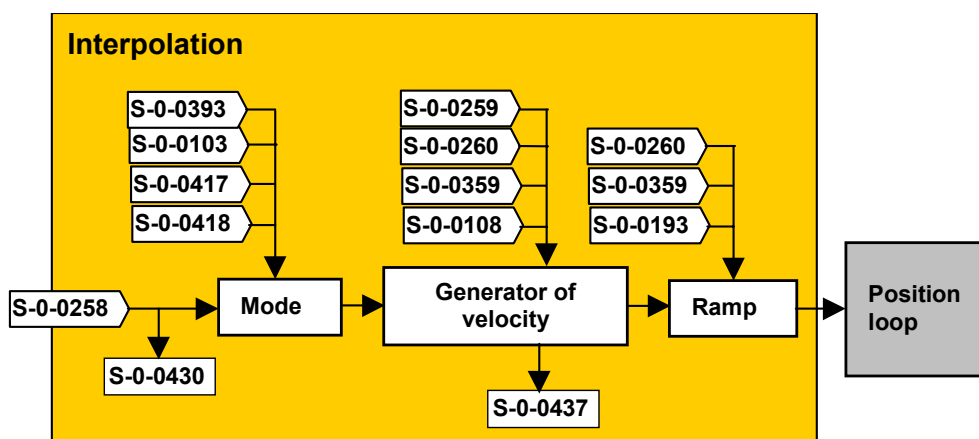 Interpolation
S-0-0393
S-0-0103
S-0-0417
S-0-0418
S-0-0259
S-0-0260
S-0-0359
S-0-0108
S-0-0260
S-0-0359
S-0-0193
S-0-0258
Mode
Generator of
velocity
Ramp
Position
loop
S-0-0430
S-0-0437